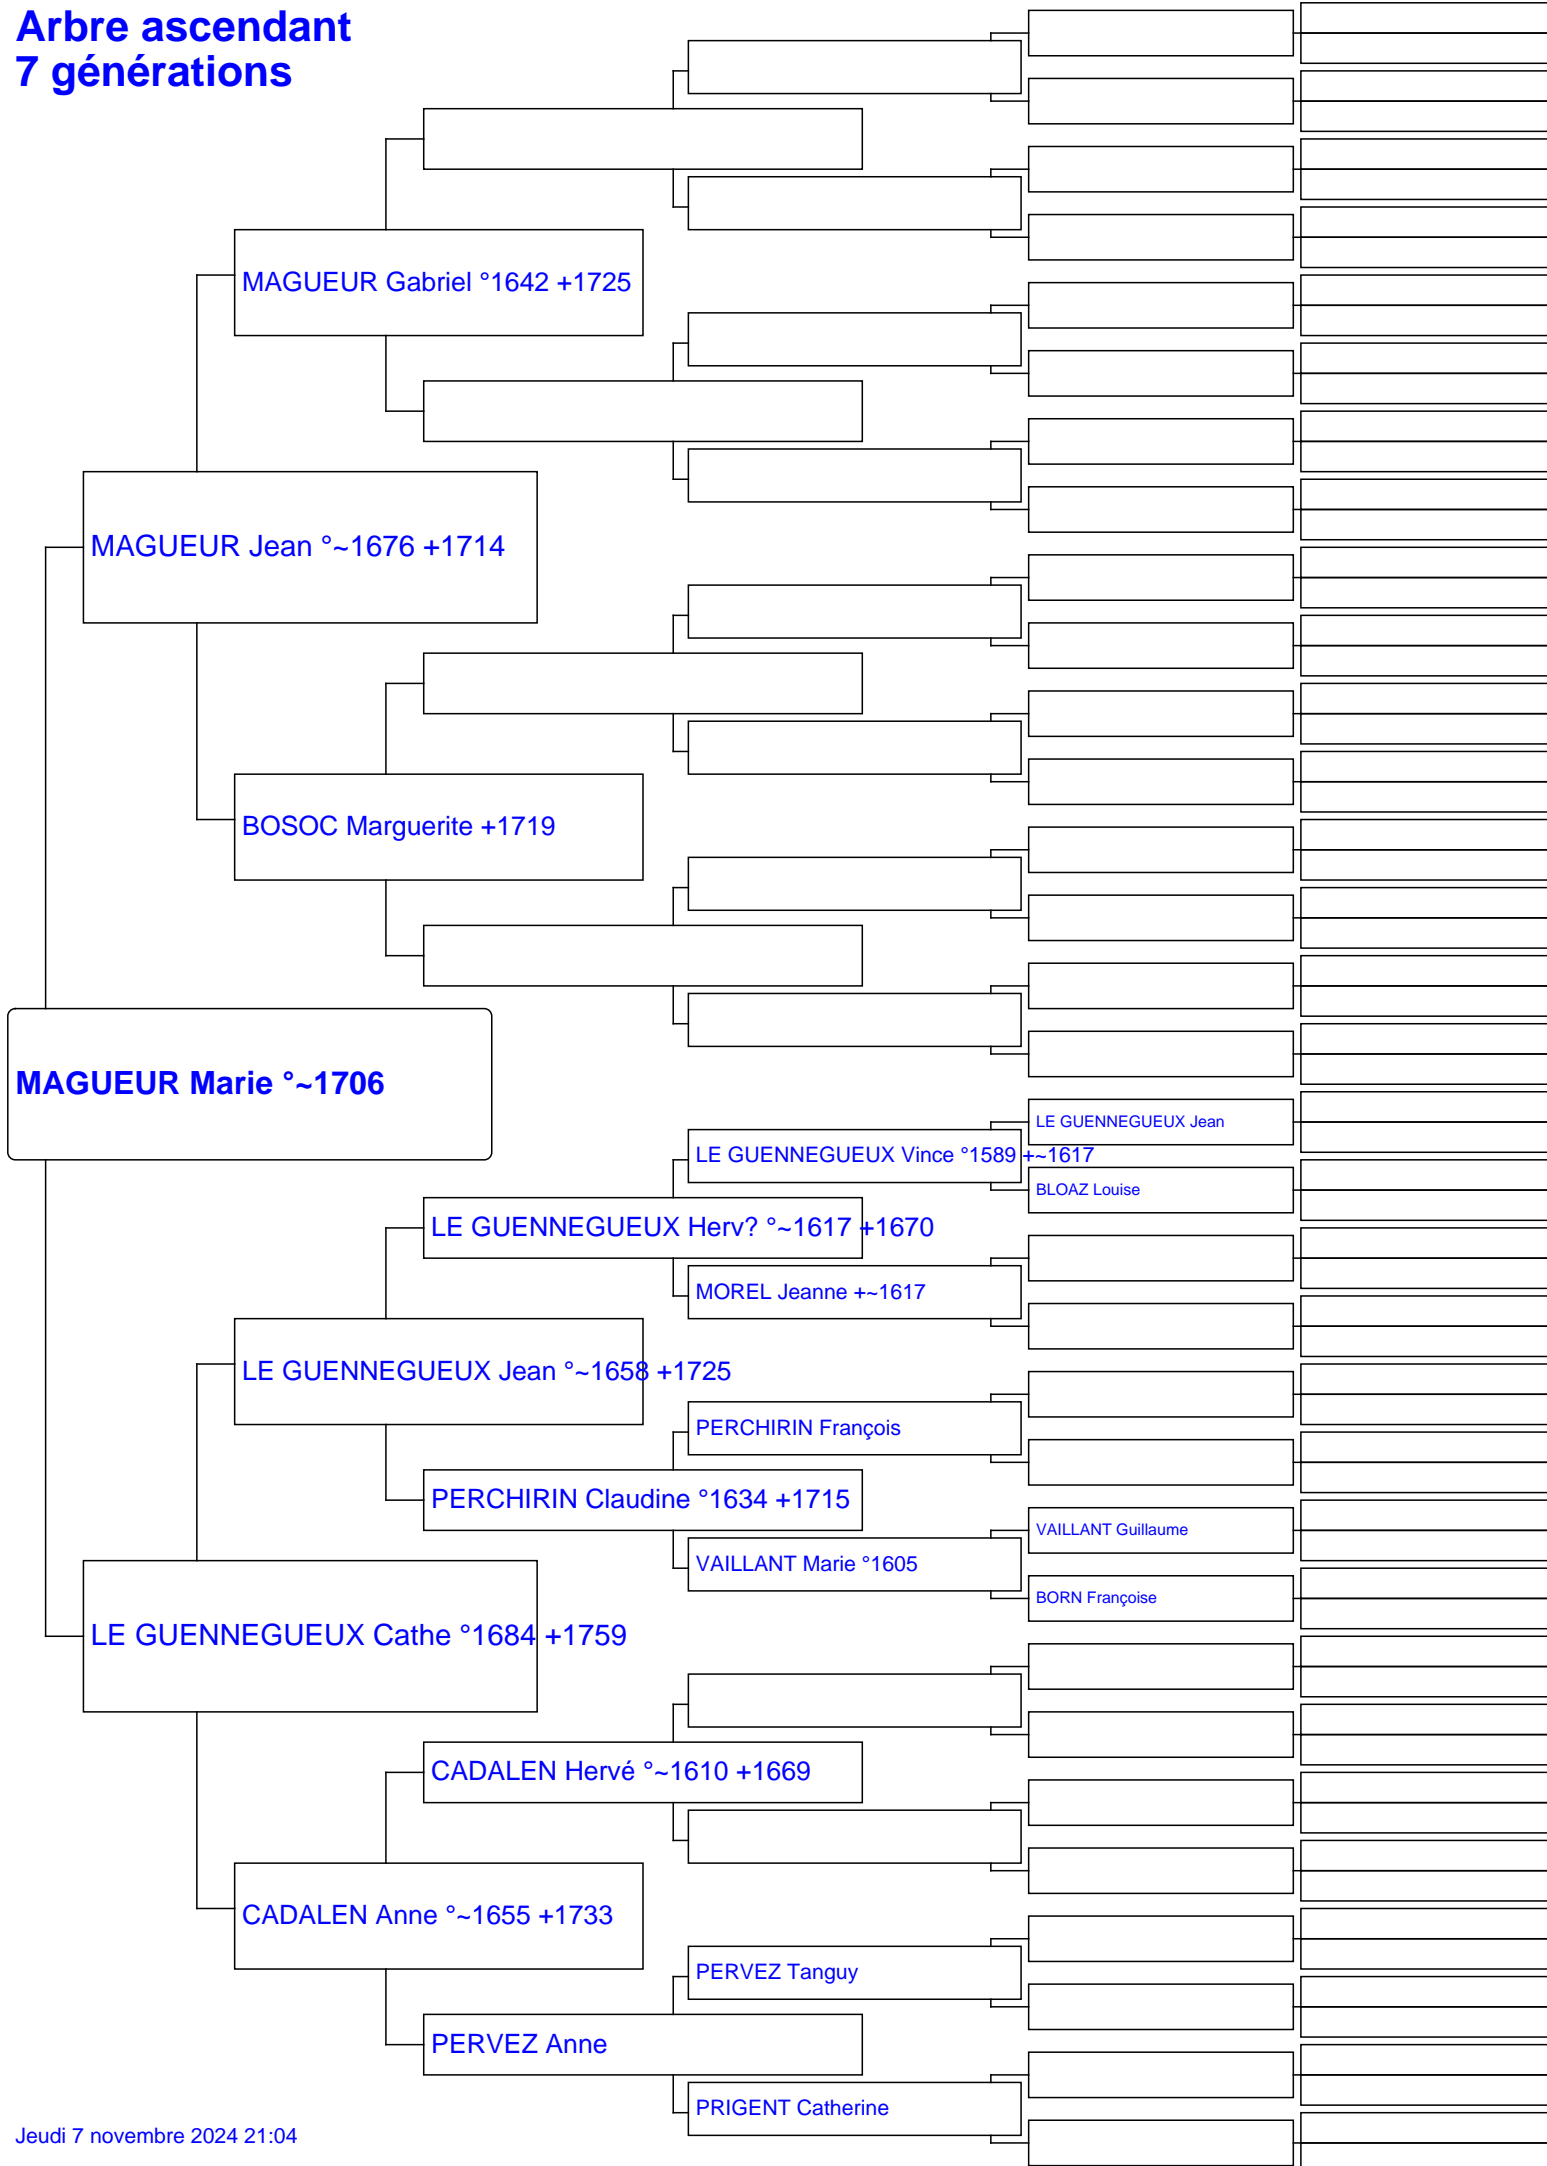 Arbre ascendant
7 générations
MAGUEUR Gabriel °1642 +1725
MAGUEUR Jean °~1676 +1714
BOSOC Marguerite +1719
MAGUEUR Marie °~1706
LE GUENNEGUEUX Jean
LE GUENNEGUEUX Vince °1589 +~1617
BLOAZ Louise
LE GUENNEGUEUX Herv? °~1617 +1670
MOREL Jeanne +~1617
LE GUENNEGUEUX Jean °~1658 +1725
PERCHIRIN François
PERCHIRIN Claudine °1634 +1715
VAILLANT Guillaume
VAILLANT Marie °1605
BORN Françoise
LE GUENNEGUEUX Cathe °1684 +1759
CADALEN Hervé °~1610 +1669
CADALEN Anne °~1655 +1733
PERVEZ Tanguy
PERVEZ Anne
PRIGENT Catherine
Jeudi 7 novembre 2024 21:04